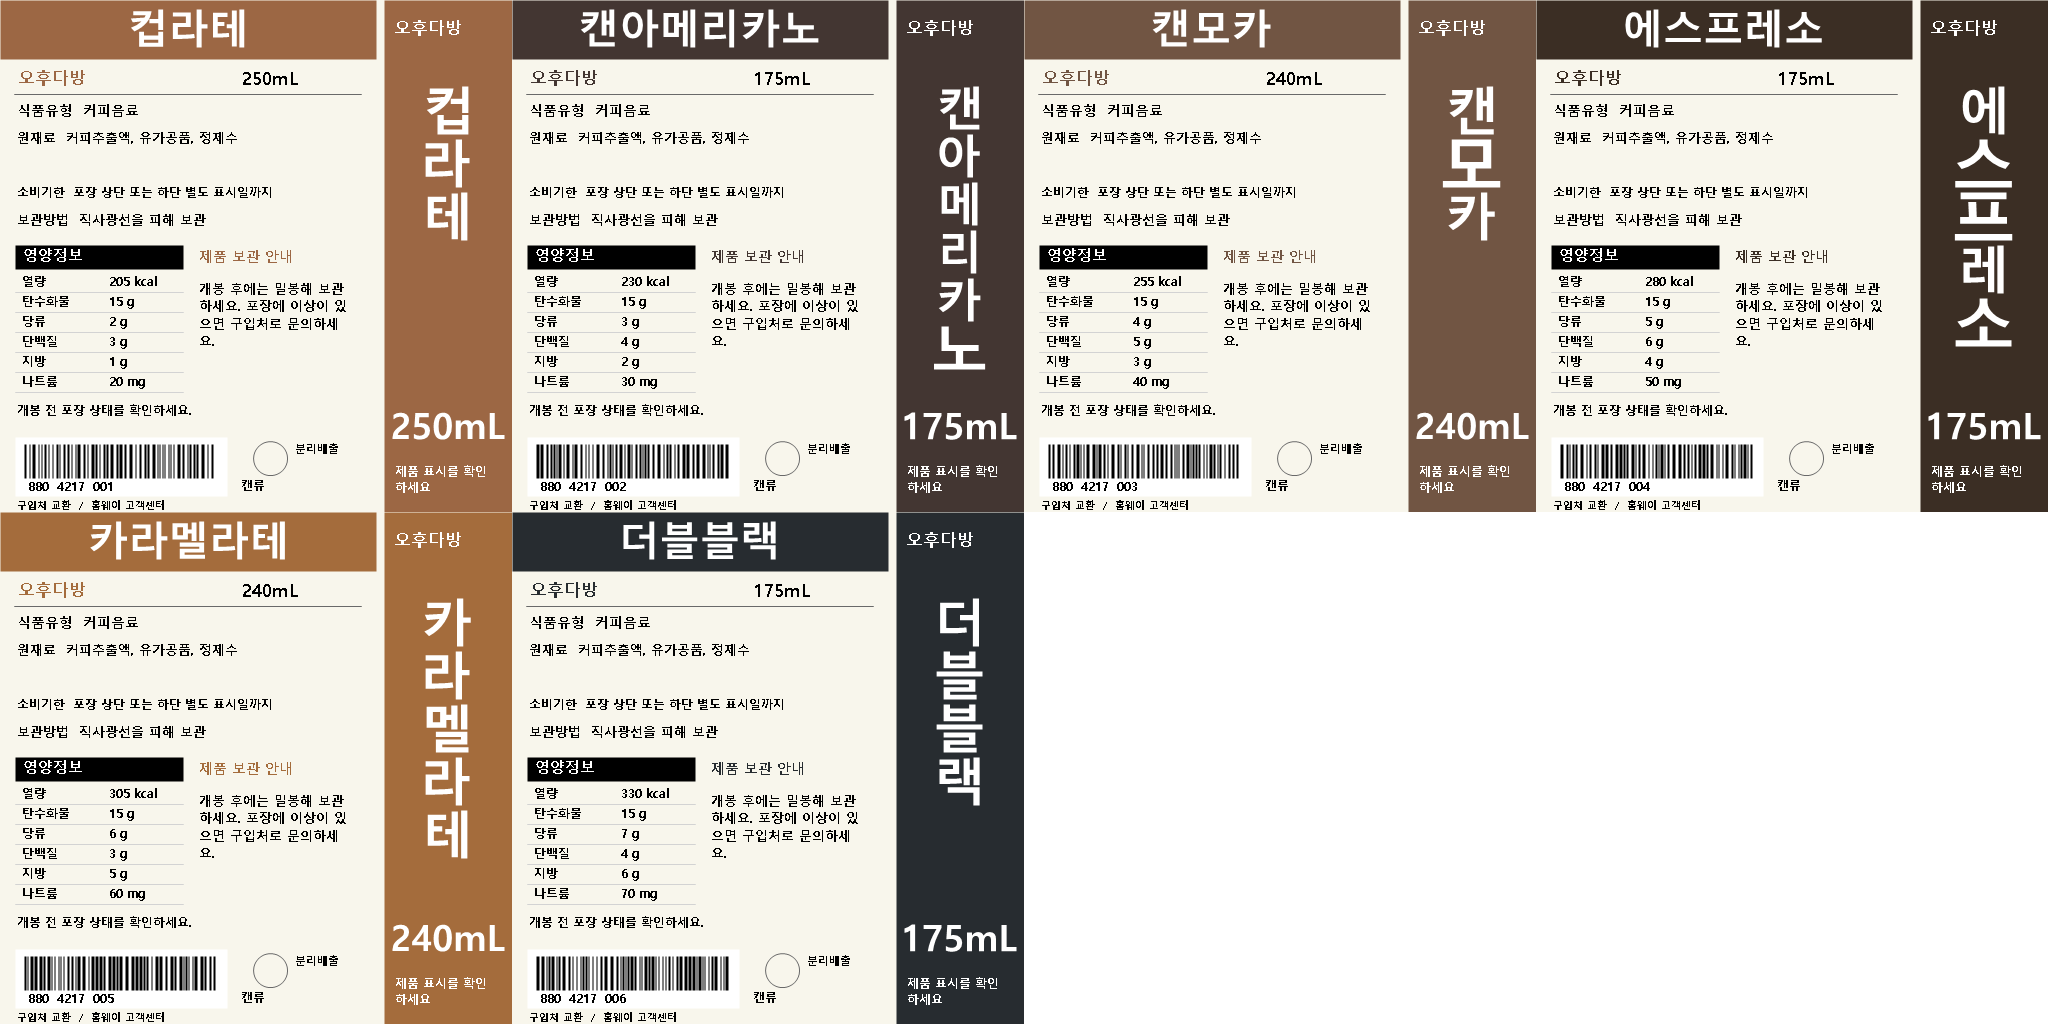 컵라테
오후다방 250mL
식품유형 커피음료
원재료 커피추출액, 유가공품, 정제수
소비기한 포장 상단 또는 하단 별도 표시일까지
보관방법 직사광선을 피해 보관
영양정보
열량 205 kcal
탄수화물 15 g
당류 2 g
단백질 3 g
지방 1 g
나트륨 20 mg
제품 보관 안내
개봉 후에는 밀봉해 보관
하세요. 포장에 이상이 있
으면 구입처로 문의하세
요.
개봉 전 포장 상태를 확인하세요.
880 4217 001
분리배출
캔류
구입처 교환 / 홈웨이 고객센터
오후다방
컵라테
250mL
제품 표시를 확인
하세요
캔아메리카노
오후다방 175mL
식품유형 커피음료
원재료 커피추출액, 유가공품, 정제수
소비기한 포장 상단 또는 하단 별도 표시일까지
보관방법 직사광선을 피해 보관
영양정보
열량 230 kcal
탄수화물 15 g
당류 3 g
단백질 4 g
지방 2 g
나트륨 30 mg
제품 보관 안내
개봉 후에는 밀봉해 보관
하세요. 포장에 이상이 있
으면 구입처로 문의하세
요.
개봉 전 포장 상태를 확인하세요.
880 4217 002
분리배출
캔류
구입처 교환 / 홈웨이 고객센터
오후다방
캔아메리카노
175mL
제품 표시를 확인
하세요
캔모카
오후다방 240mL
식품유형 커피음료
원재료 커피추출액, 유가공품, 정제수
소비기한 포장 상단 또는 하단 별도 표시일까지
보관방법 직사광선을 피해 보관
영양정보
열량 255 kcal
탄수화물 15 g
당류 4 g
단백질 5 g
지방 3 g
나트륨 40 mg
제품 보관 안내
개봉 후에는 밀봉해 보관
하세요. 포장에 이상이 있
으면 구입처로 문의하세
요.
개봉 전 포장 상태를 확인하세요.
880 4217 003
분리배출
캔류
구입처 교환 / 홈웨이 고객센터
오후다방
캔모카
240mL
제품 표시를 확인
하세요
에스프레소
오후다방 175mL
식품유형 커피음료
원재료 커피추출액, 유가공품, 정제수
소비기한 포장 상단 또는 하단 별도 표시일까지
보관방법 직사광선을 피해 보관
영양정보
열량 280 kcal
탄수화물 15 g
당류 5 g
단백질 6 g
지방 4 g
나트륨 50 mg
제품 보관 안내
개봉 후에는 밀봉해 보관
하세요. 포장에 이상이 있
으면 구입처로 문의하세
요.
개봉 전 포장 상태를 확인하세요.
880 4217 004
분리배출
캔류
구입처 교환 / 홈웨이 고객센터
오후다방
에스프레소
175mL
제품 표시를 확인
하세요
카라멜라테
오후다방 240mL
식품유형 커피음료
원재료 커피추출액, 유가공품, 정제수
소비기한 포장 상단 또는 하단 별도 표시일까지
보관방법 직사광선을 피해 보관
영양정보
열량 305 kcal
탄수화물 15 g
당류 6 g
단백질 3 g
지방 5 g
나트륨 60 mg
제품 보관 안내
개봉 후에는 밀봉해 보관
하세요. 포장에 이상이 있
으면 구입처로 문의하세
요.
개봉 전 포장 상태를 확인하세요.
880 4217 005
분리배출
캔류
구입처 교환 / 홈웨이 고객센터
오후다방
카라멜라테
240mL
제품 표시를 확인
하세요
더블블랙
오후다방 175mL
식품유형 커피음료
원재료 커피추출액, 유가공품, 정제수
소비기한 포장 상단 또는 하단 별도 표시일까지
보관방법 직사광선을 피해 보관
영양정보
열량 330 kcal
탄수화물 15 g
당류 7 g
단백질 4 g
지방 6 g
나트륨 70 mg
제품 보관 안내
개봉 후에는 밀봉해 보관
하세요. 포장에 이상이 있
으면 구입처로 문의하세
요.
개봉 전 포장 상태를 확인하세요.
880 4217 006
분리배출
캔류
구입처 교환 / 홈웨이 고객센터
오후다방
더블블랙
175mL
제품 표시를 확인
하세요